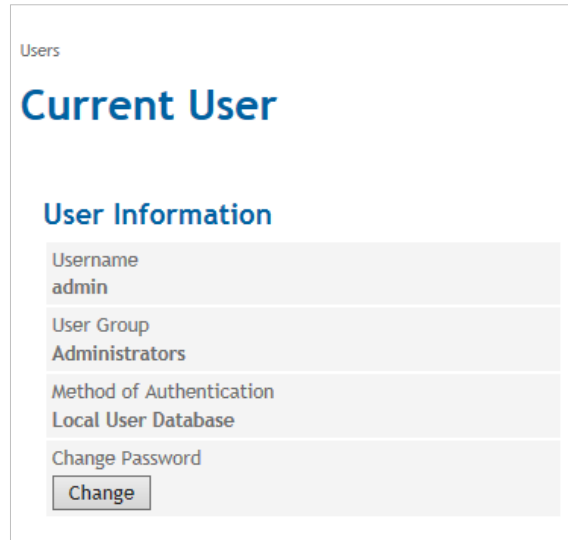 Users
Current User
User Information
Username
admin
User Group
Administrators
Method of Authentication
Local User Database
Change Password
Change